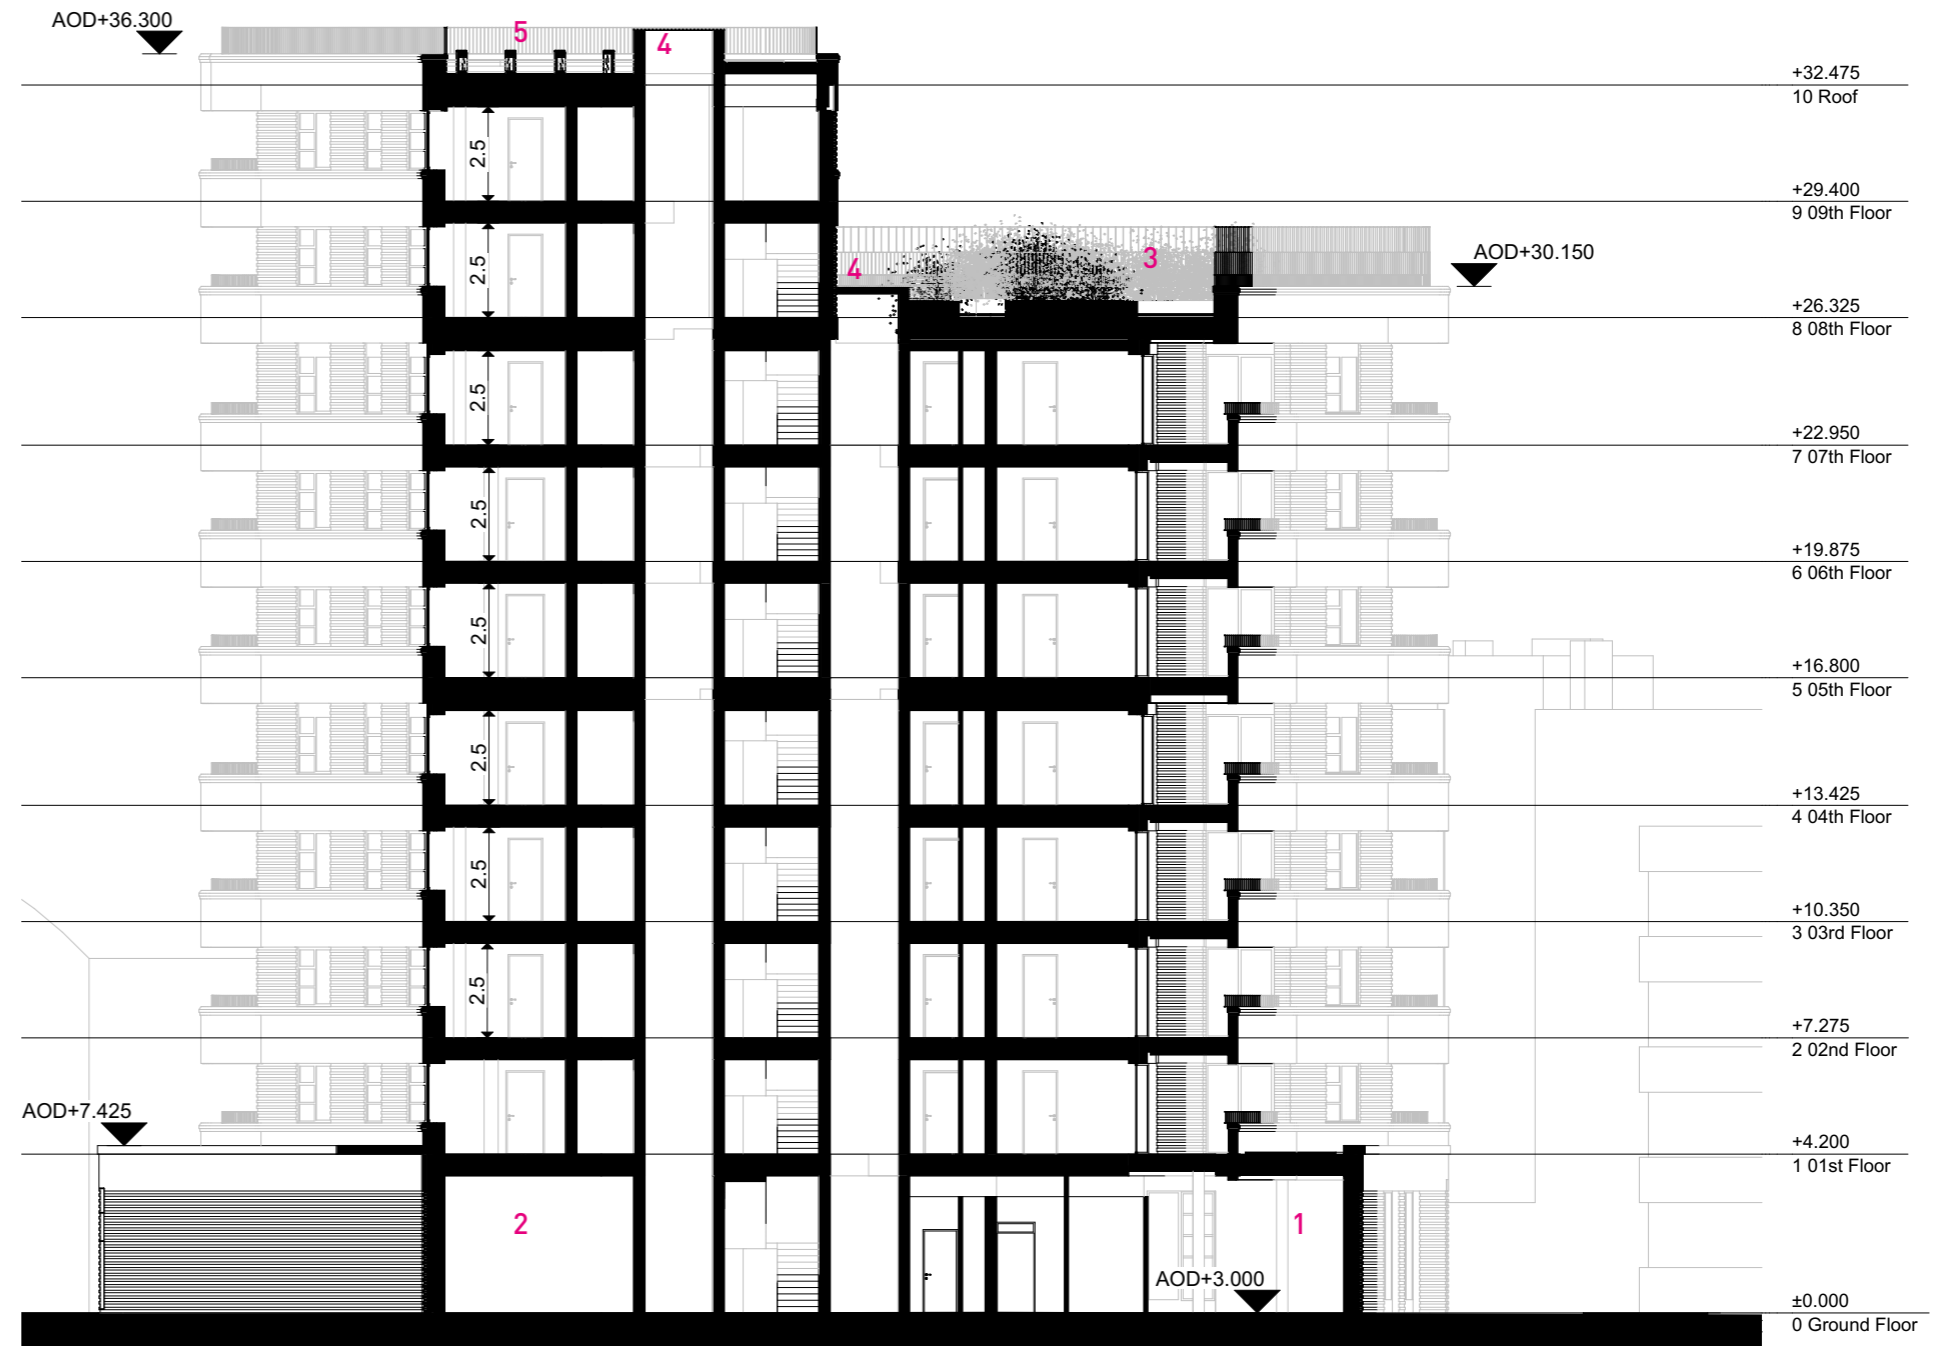 AOD+36.300
5
4
+32.475
10 Roof
2.5
+29.400
9 09th Floor
2.5
4
3
AOD+30.150
+26.325
8 08th Floor
2.5
+22.950
7 07th Floor
2.5
+19.875
6 06th Floor
2.5
+16.800
5 05th Floor
2.5
+13.425
4 04th Floor
2.5
+10.350
3 03rd Floor
2.5
+7.275
2 02nd Floor
AOD+7.425
+4.200
1 01st Floor
2
1
AOD+3.000
±0.000
0 Ground Floor